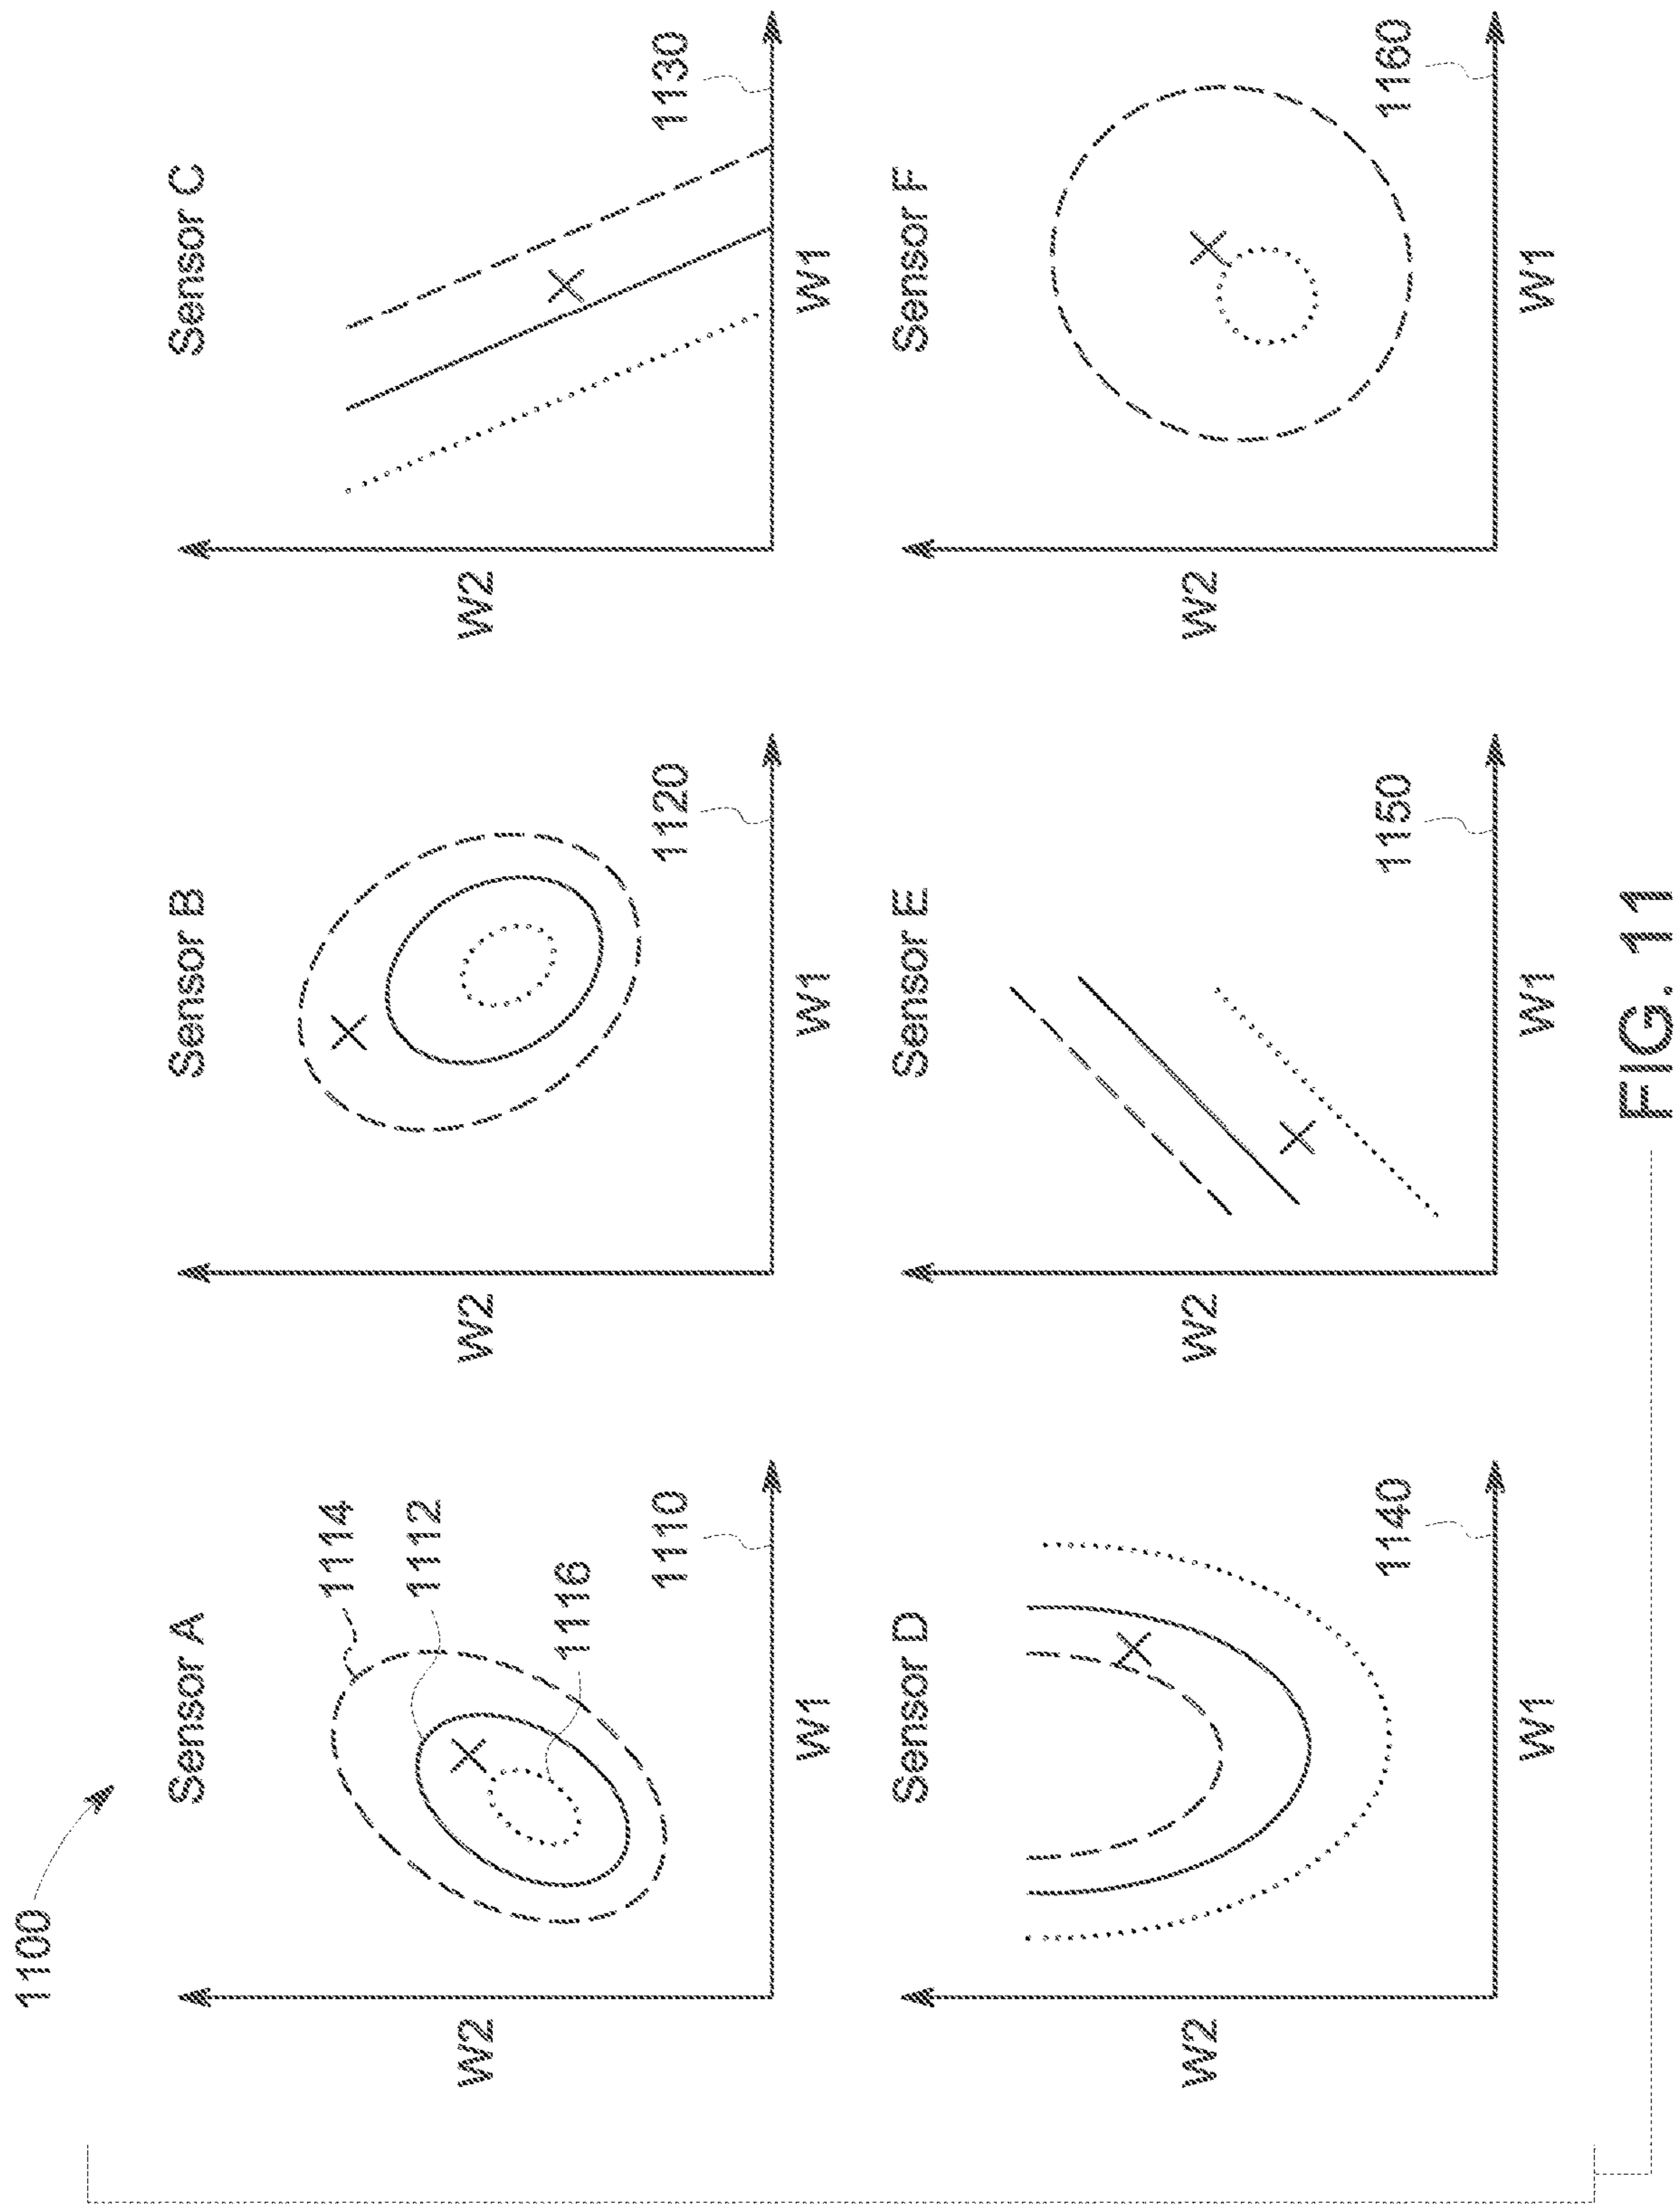 1100
Sensor A
1114
1112
1116
W2
1110
W1
Sensor B
W2
1120
W1
Sensor C
W2
1130
W1
Sensor D
W2
1140
W1
Sensor E
W2
1150
W1
Sensor F
W2
1160
W1
FIG. 11